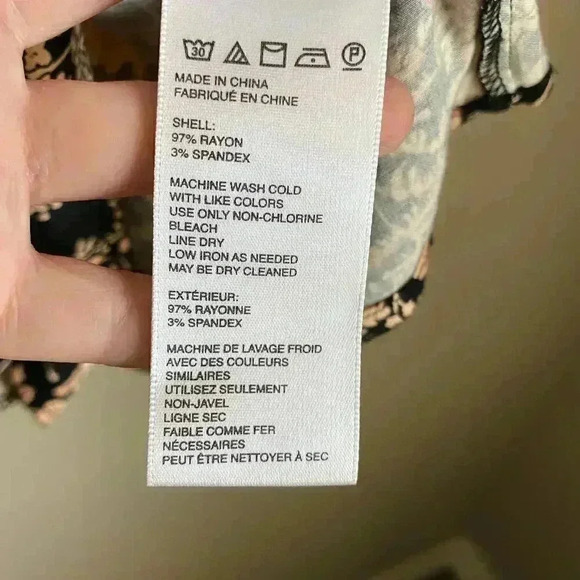 30 P
MADE IN CHINA
FABRIQUÉ EN CHINE
SHELL:
97% RAYON
3% SPANDEX
MACHINE WASH COLD
WITH LIKE COLORS
USE ONLY NON-CHLORINE
BLEACH
LINE DRY
LOW IRON AS NEEDED
MAY BE DRY CLEANED
EXTÉRIEUR:
97% RAYONNE
3% SPANDEX
MACHINE DE LAVAGE FROID
AVEC DES COULEURS
SIMILAIRES
UTILISEZ SEULEMENT
NON-JAVEL
LIGNE SEC
FAIBLE COMME FER
NÉCESSAIRES
PEUT ÊTRE NETTOYER À SEC